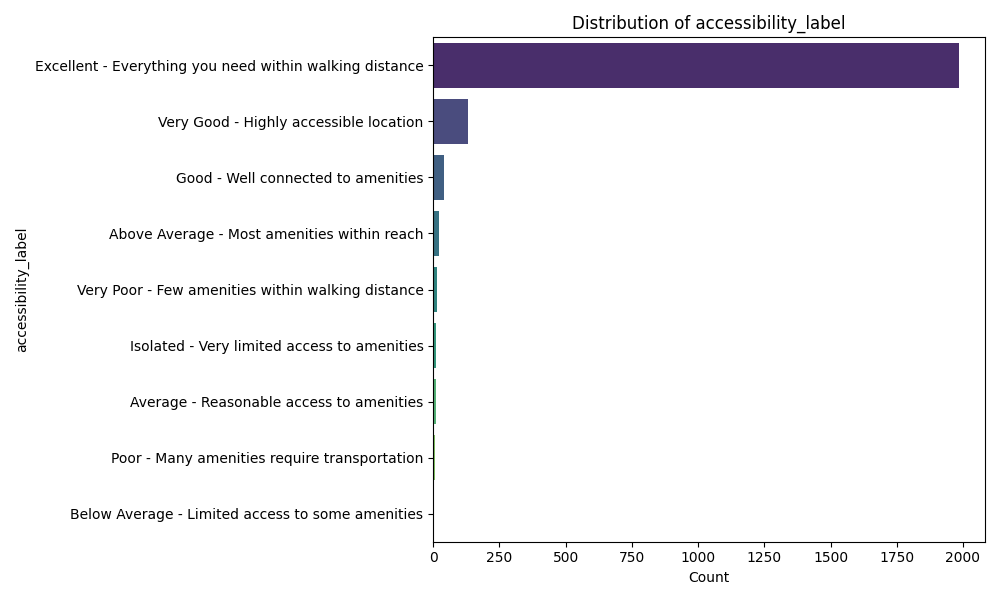 Distribution of accessibility_label
accessibility_label
Excellent - Everything you need within walking distance
Very Good - Highly accessible location
Good - Well connected to amenities
Above Average - Most amenities within reach
Very Poor - Few amenities within walking distance
Isolated - Very limited access to amenities
Average - Reasonable access to amenities
Poor - Many amenities require transportation
Below Average - Limited access to some amenities
0 250 500 750 1000 1250 1500 1750 2000
Count